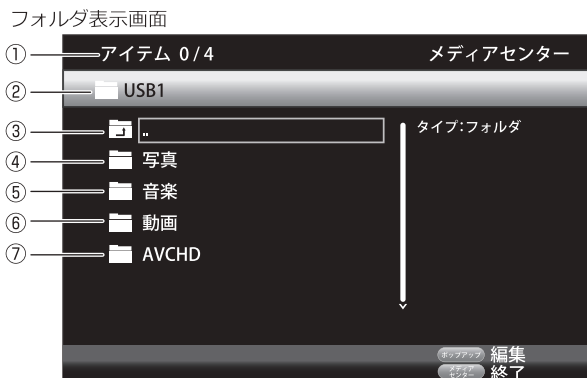 フォルダ表示画面
① アイテム 0/4 メディアセンター
② USB1
③ .. タイプ:フォルダ
④ 写真
⑤ 音楽
⑥ 動画
⑦ AVCHD
ポップアップ 編集
メディアセンター 終了